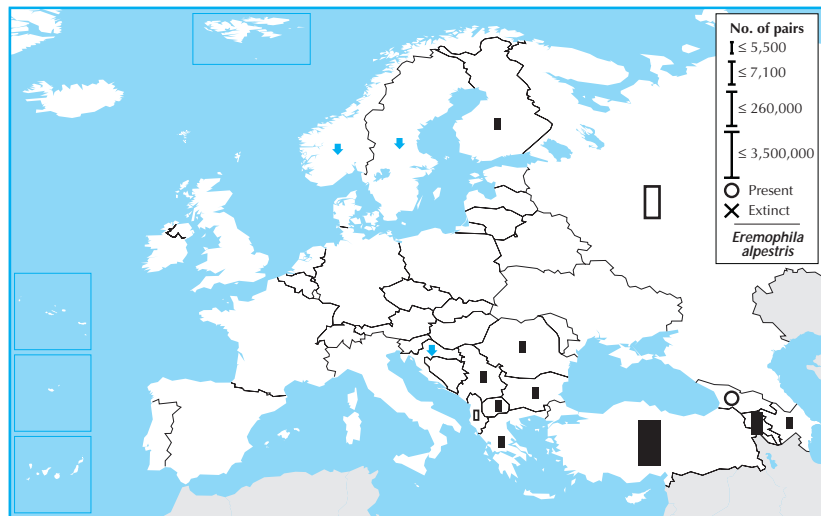 No. of pairs
≤ 5,500
≤ 7,100
≤ 260,000
≤ 3,500,000
Present
Extinct
Eremophila
alpestris